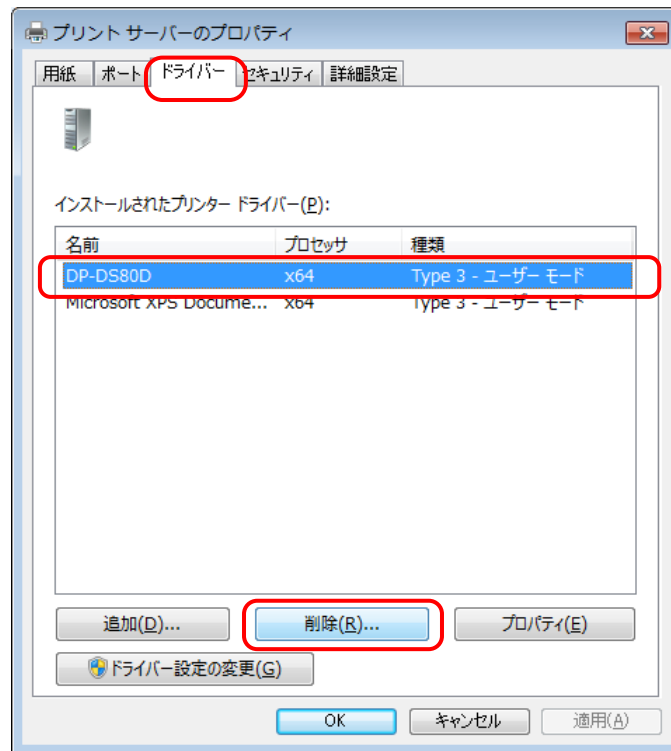 プリント サーバーのプロパティ
用紙 ポート ドライバー セキュリティ 詳細設定
インストールされたプリンター ドライバー(P):
名前 プロセッサ 種類
DP-DS80D x64 Type 3 - ユーザー モード
Microsoft XPS Docume... x64 Type 3 - ユーザー モード
追加(D)... 削除(R)... プロパティ(E)
ドライバー設定の変更(G)
OK キャンセル 適用(A)